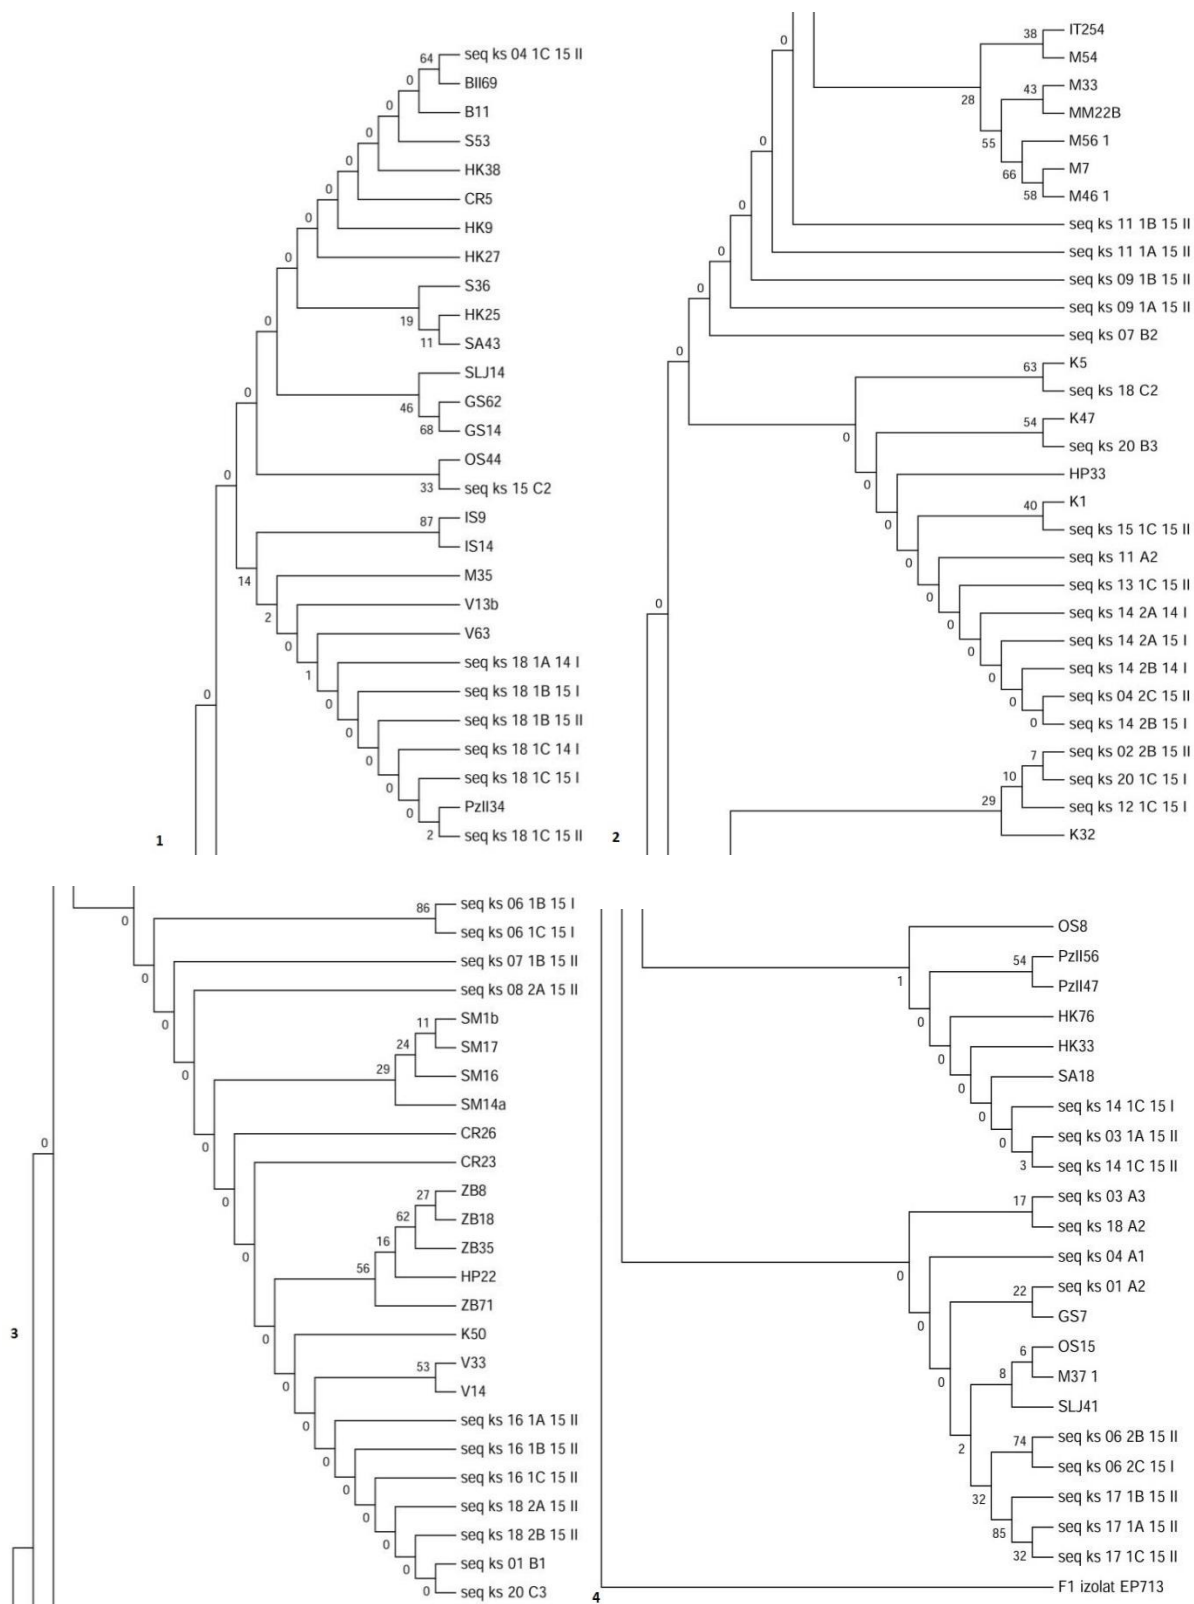 64
seq ks 04 1C 15 II
0
BII69
0
B11
0
S53
0
HK38
0
CR5
0
HK9
0
HK27
0
S36
19
HK25
11
SA43
0
SLJ14
46
GS62
68
GS14
0
OS44
33
seq ks 15 C2
0
87
IS9
IS14
14
M35
2
V13b
0
V63
1
seq ks 18 1A 14 I
0
seq ks 18 1B 15 I
0
seq ks 18 1B 15 II
0
seq ks 18 1C 14 I
0
seq ks 18 1C 15 I
0
PzII34
2
seq ks 18 1C 15 II
0
1
0
38
IT254
M54
28
43
M33
MM22B
55
M56 1
66
M7
58
M46 1
0
seq ks 11 1B 15 II
0
seq ks 11 1A 15 II
0
seq ks 09 1B 15 II
0
seq ks 09 1A 15 II
0
seq ks 07 B2
0
63
K5
seq ks 18 C2
0
54
K47
seq ks 20 B3
0
HP33
0
40
K1
seq ks 15 1C 15 II
0
seq ks 11 A2
0
seq ks 13 1C 15 II
0
seq ks 14 2A 14 I
0
seq ks 14 2A 15 I
0
seq ks 14 2B 14 I
0
seq ks 04 2C 15 II
0
seq ks 14 2B 15 I
0
7
seq ks 02 2B 15 II
10
seq ks 20 1C 15 I
29
seq ks 12 1C 15 I
K32
2
0
86
seq ks 06 1B 15 I
seq ks 06 1C 15 I
0
seq ks 07 1B 15 II
0
seq ks 08 2A 15 II
0
11
SM1b
24
SM17
29
SM16
SM14a
0
CR26
0
CR23
0
27
ZB8
62
ZB18
16
ZB35
56
HP22
ZB71
0
K50
0
53
V33
V14
0
seq ks 16 1A 15 II
0
seq ks 16 1B 15 II
0
seq ks 16 1C 15 II
0
seq ks 18 2A 15 II
0
seq ks 18 2B 15 II
0
seq ks 01 B1
0
seq ks 20 C3
0
3
OS8
1
54
PzII56
PzII47
0
HK76
0
HK33
0
SA18
0
seq ks 14 1C 15 I
0
seq ks 03 1A 15 II
3
seq ks 14 1C 15 II
17
seq ks 03 A3
seq ks 18 A2
0
seq ks 04 A1
0
22
seq ks 01 A2
GS7
0
6
OS15
8
M37 1
SLJ41
2
74
seq ks 06 2B 15 II
seq ks 06 2C 15 I
32
seq ks 17 1B 15 II
85
seq ks 17 1A 15 II
32
seq ks 17 1C 15 II
F1 izolat EP713
4